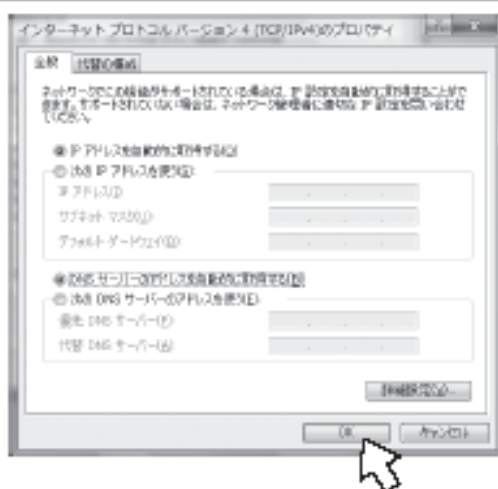 インターネット プロトコル バージョン 4 (TCP/IPv4)のプロパティ
全般 代替の構成
ネットワークでこの機能がサポートされている場合は、IP 設定を自動的に取得することがで
きます。サポートされていない場合は、ネットワーク管理者に適切な IP 設定を問い合わせ
てください。
IP アドレスを自動的に取得する(O)
次の IP アドレスを使う(S):
IP アドレス(I):
サブネット マスク(U):
デフォルト ゲートウェイ(D):
DNS サーバーのアドレスを自動的に取得する(B)
次の DNS サーバーのアドレスを使う(E):
優先 DNS サーバー(P):
代替 DNS サーバー(A):
詳細設定(V)...
OK キャンセル